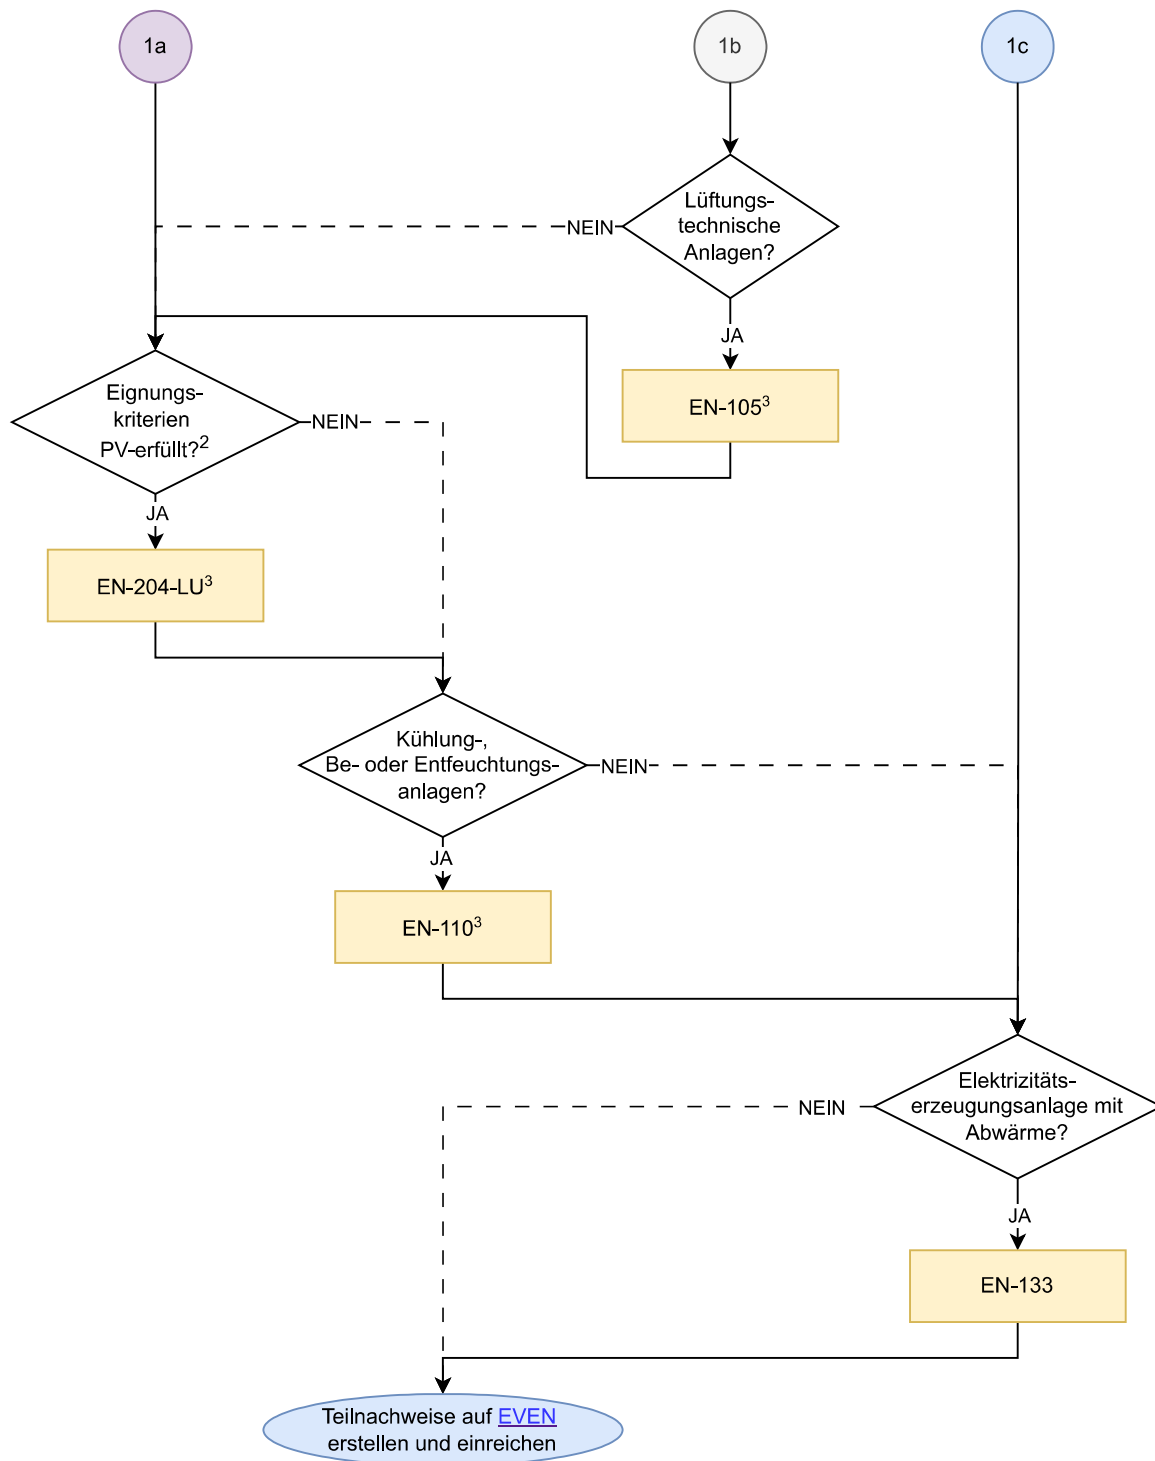 1a
1b
1c
Lüftungs-
technische
Anlagen?
NEIN
JA
EN-105³
Eignungs-
kriterien
PV-erfüllt?²
NEIN
JA
EN-204-LU³
Kühlung-,
Be- oder Entfeuchtungs-
anlagen?
NEIN
JA
EN-110³
Elektrizitäts-
erzeugungsanlage mit
Abwärme?
NEIN
JA
EN-133
Teilnachweise auf EVEN
erstellen und einreichen